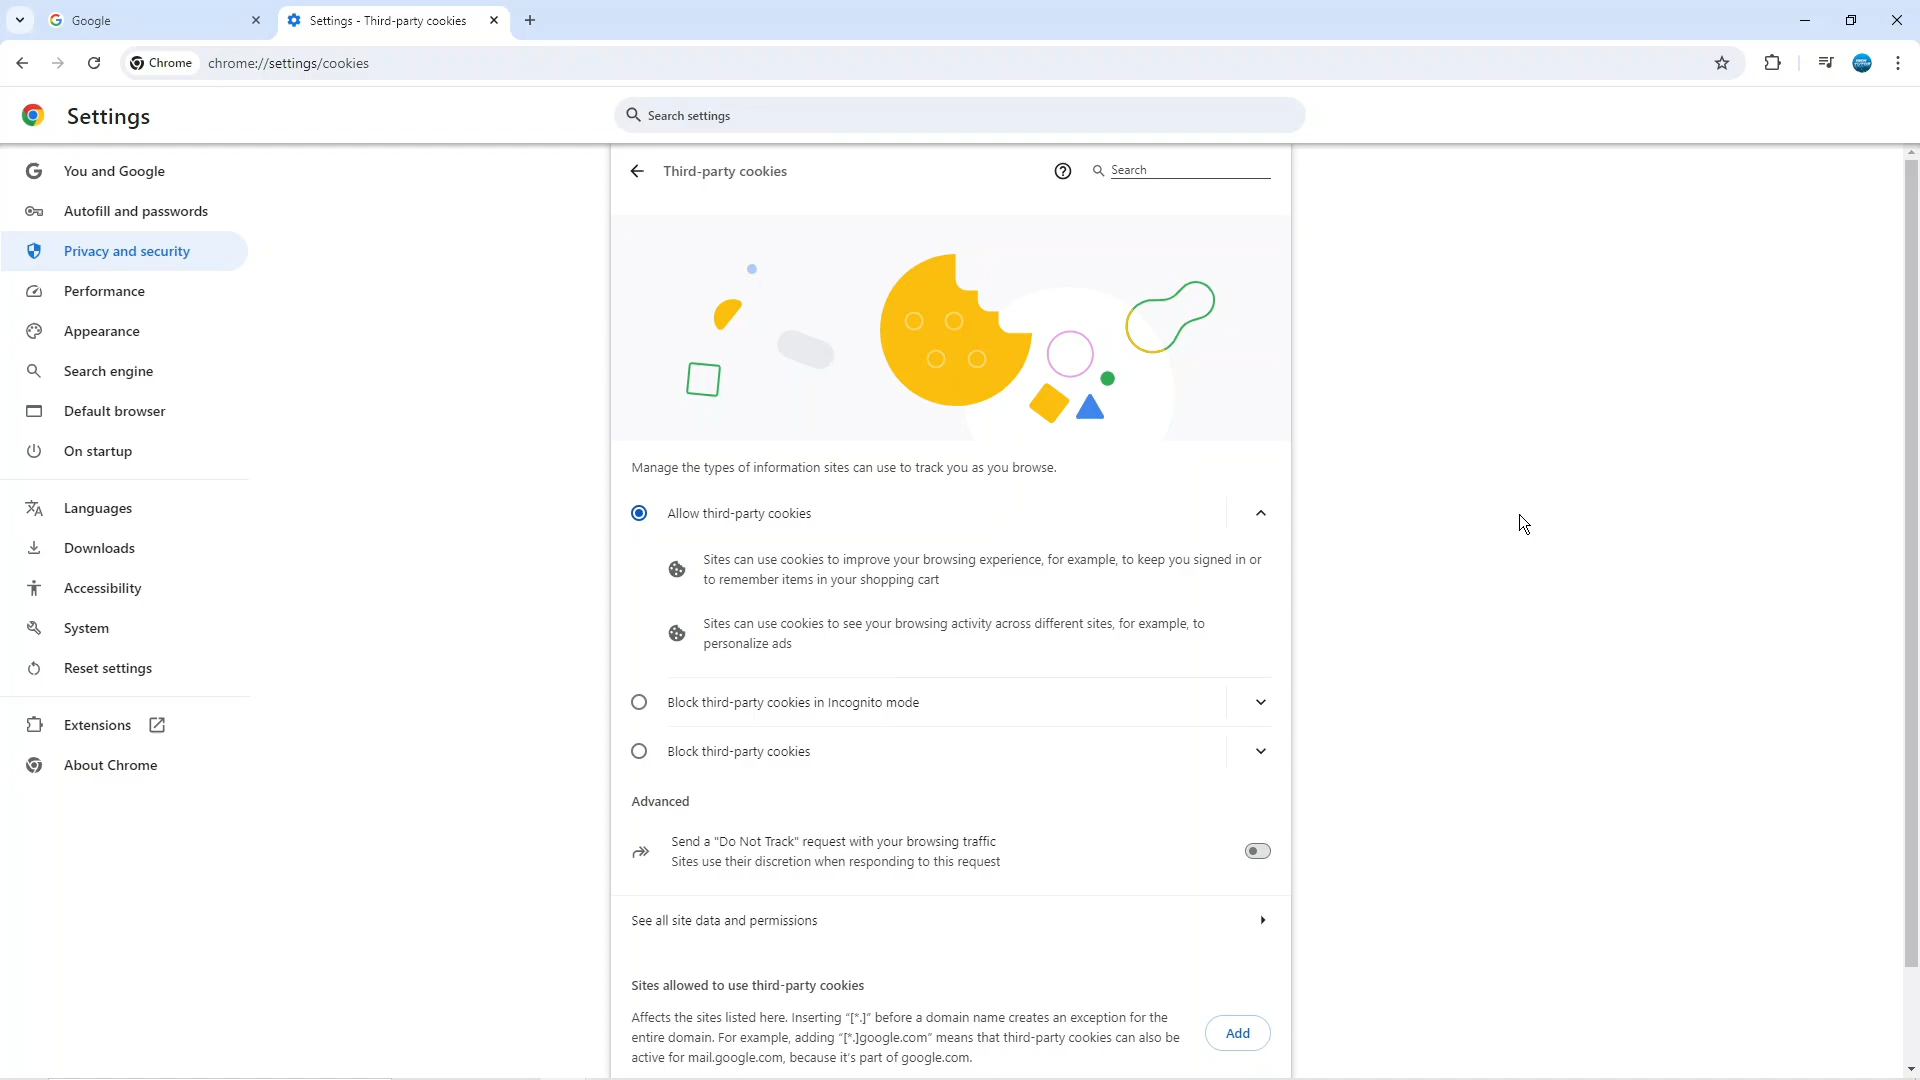 Google
Settings - Third-party cookies
Chrome
chrome://settings/cookies
Settings
Search settings
You and Google
Autofill and passwords
Privacy and security
Performance
Appearance
Search engine
Default browser
On startup
Languages
Downloads
Accessibility
System
Reset settings
Extensions
About Chrome
Third-party cookies
Search
Manage the types of information sites can use to track you as you browse.
Allow third-party cookies
Sites can use cookies to improve your browsing experience, for example, to keep you signed in or
to remember items in your shopping cart
Sites can use cookies to see your browsing activity across different sites, for example, to
personalize ads
Block third-party cookies in Incognito mode
Block third-party cookies
Advanced
Send a "Do Not Track" request with your browsing traffic
Sites use their discretion when responding to this request
See all site data and permissions
Sites allowed to use third-party cookies
Affects the sites listed here. Inserting “[*.]” before a domain name creates an exception for the
entire domain. For example, adding “[*.]google.com” means that third-party cookies can also be
active for mail.google.com, because it’s part of google.com.
Add